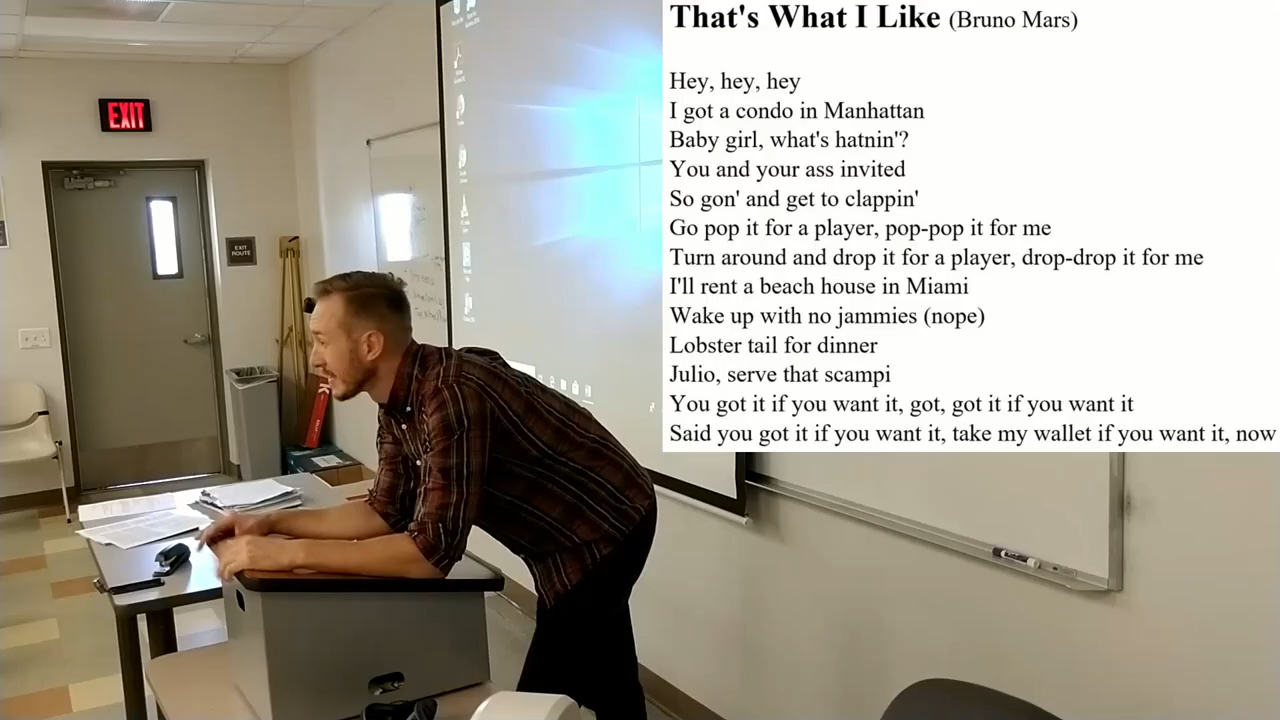 That's What I Like (Bruno Mars)
Hey, hey, hey
I got a condo in Manhattan
Baby girl, what's hatnin'?
You and your ass invited
So gon' and get to clappin'
Go pop it for a player, pop-pop it for me
Turn around and drop it for a player, drop-drop it for me
I'll rent a beach house in Miami
Wake up with no jammies (nope)
Lobster tail for dinner
Julio, serve that scampi
You got it if you want it, got, got it if you want it
Said you got it if you want it, take my wallet if you want it, now
EXIT
EXIT
ROUTE